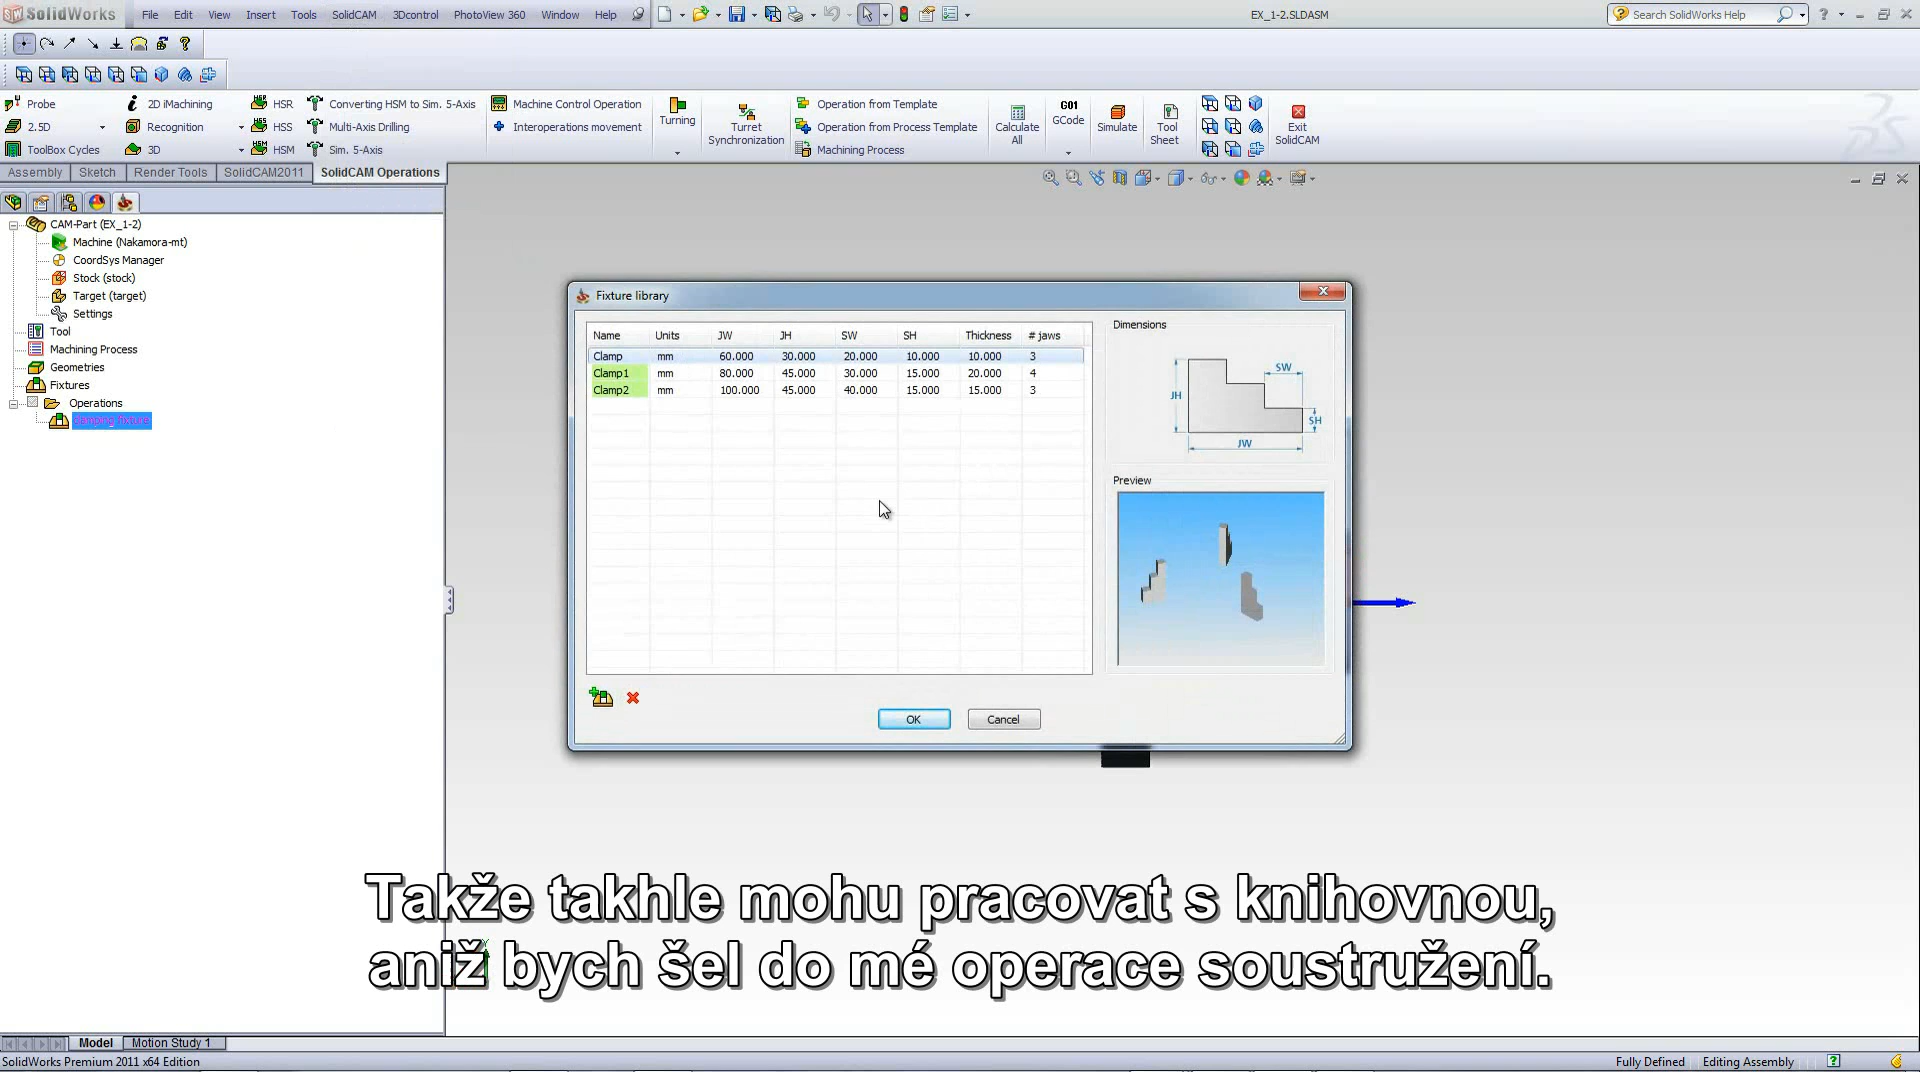 SolidWorks File Edit View Insert Tools SolidCAM 3Dcontrol PhotoView 360 Window Help EX_1-2.SLDASM Search SolidWorks Help
Probe 2D iMachining HSR Converting HSM to Sim. 5-Axis Machine Control Operation Operation from Template
2.5D Recognition HSS Multi-Axis Drilling Interoperations movement Operation from Process Template
ToolBox Cycles 3D HSM Sim. 5-Axis Machining Process
Turning
Turret
Synchronization
Calculate
All
G01
GCode
Simulate
Tool
Sheet
Exit
SolidCAM
Assembly Sketch Render Tools SolidCAM2011 SolidCAM Operations
CAM-Part (EX_1-2)
Machine (Nakamora-mt)
CoordSys Manager
Stock (stock)
Target (target)
Settings
Tool
Machining Process
Geometries
Fixtures
Operations
clamping fixture
Fixture library
Name Units JW JH SW SH Thickness # jaws
Clamp mm 60.000 30.000 20.000 10.000 10.000 3
Clamp1 mm 80.000 45.000 30.000 15.000 20.000 4
Clamp2 mm 100.000 45.000 40.000 15.000 15.000 3
Dimensions
SW
JH
SH
JW
Preview
OK Cancel
Takže takhle mohu pracovat s knihovnou,
aniž bych šel do mé operace soustružení.
Model Motion Study 1
SolidWorks Premium 2011 x64 Edition Fully Defined Editing Assembly